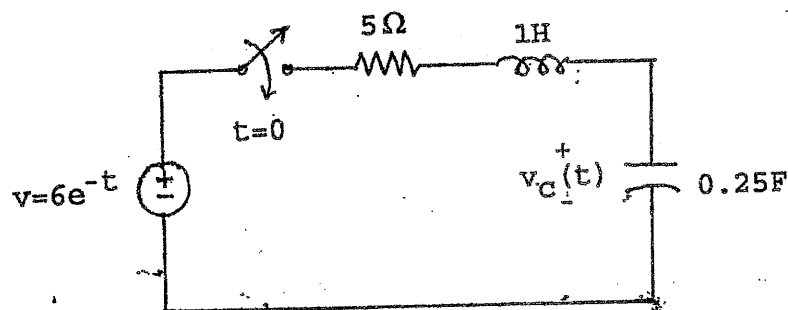 5Ω
1H
t=0
v=6e^{-t}
+
-
+
v_C(t)
-
0.25F